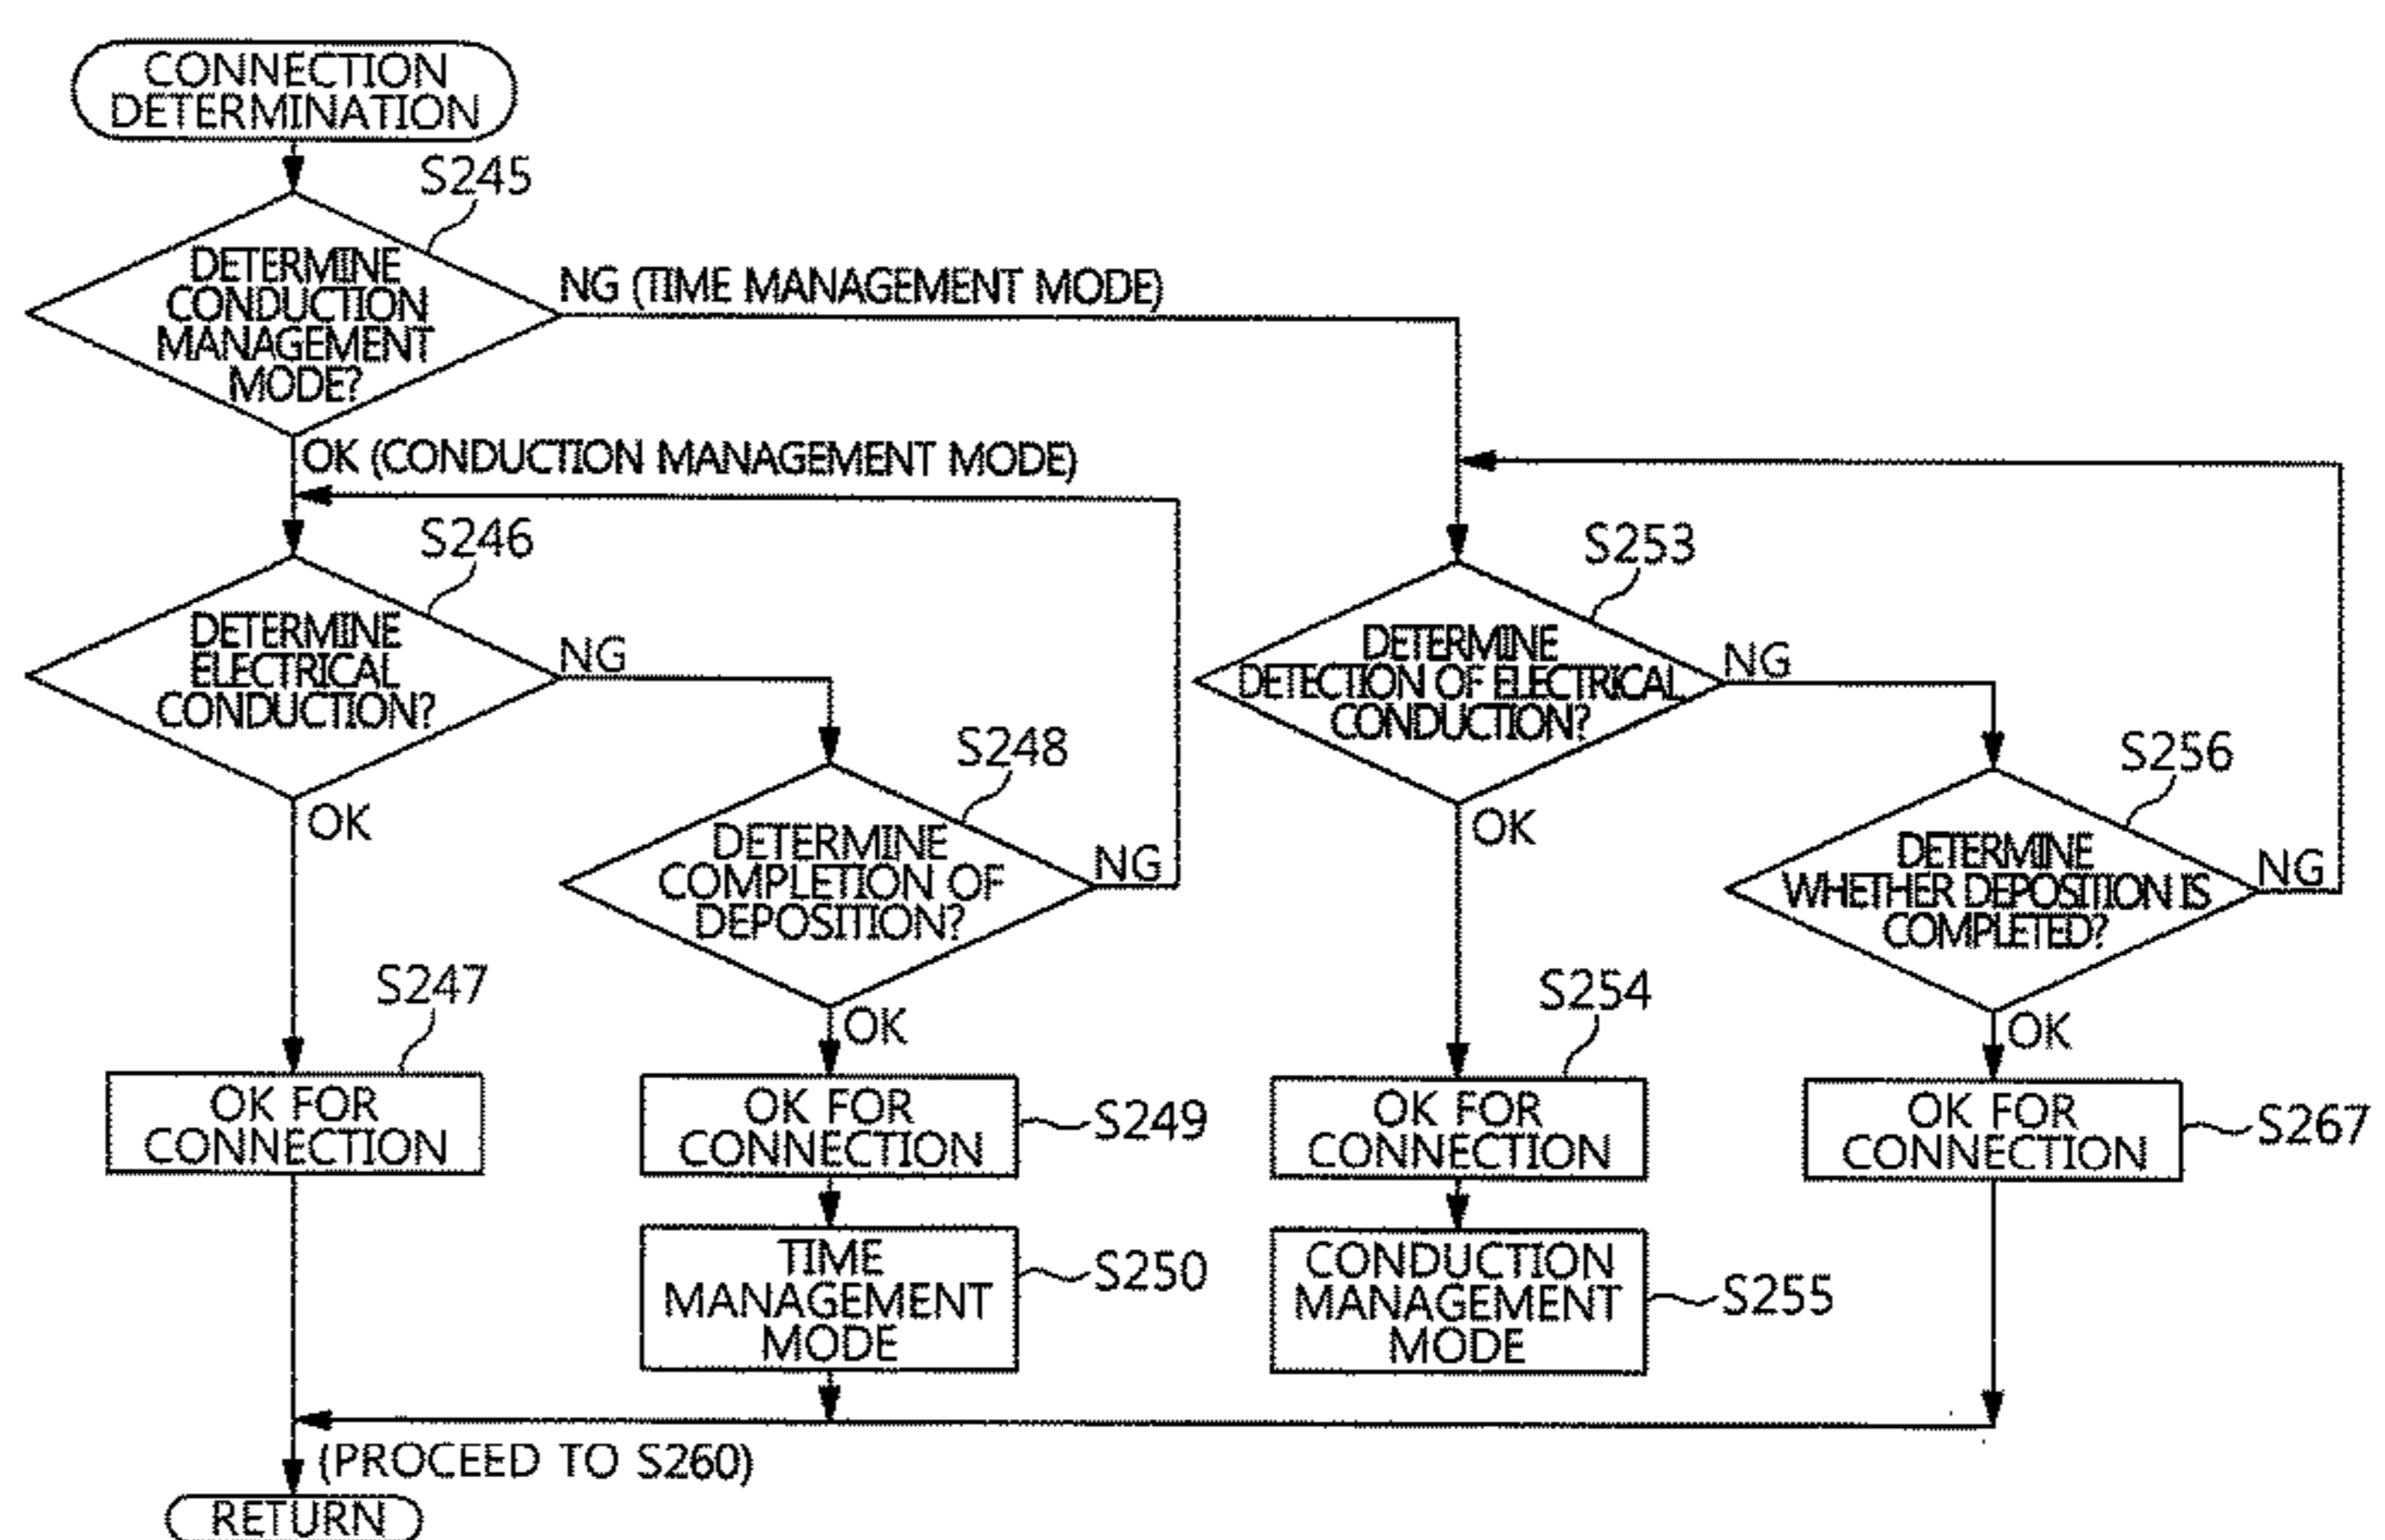 CONNECTION
DETERMINATION
S245
DETERMINE
CONDUCTION
MANAGEMENT
MODE?
NG (TIME MANAGEMENT MODE)
OK (CONDUCTION MANAGEMENT MODE)
S246
DETERMINE
ELECTRICAL
CONDUCTION?
NG
OK
S248
DETERMINE
COMPLETION OF
DEPOSITION?
NG
OK
S253
DETERMINE
DETECTION OF ELECTRICAL
CONDUCTION?
NG
OK
S256
DETERMINE
WHETHER DEPOSITION IS
COMPLETED?
NG
OK
S247
OK FOR
CONNECTION
OK FOR
CONNECTION
S249
S254
OK FOR
CONNECTION
OK FOR
CONNECTION
S267
TIME
MANAGEMENT
MODE
S250
CONDUCTION
MANAGEMENT
MODE
S255
(PROCEED TO S260)
RETURN